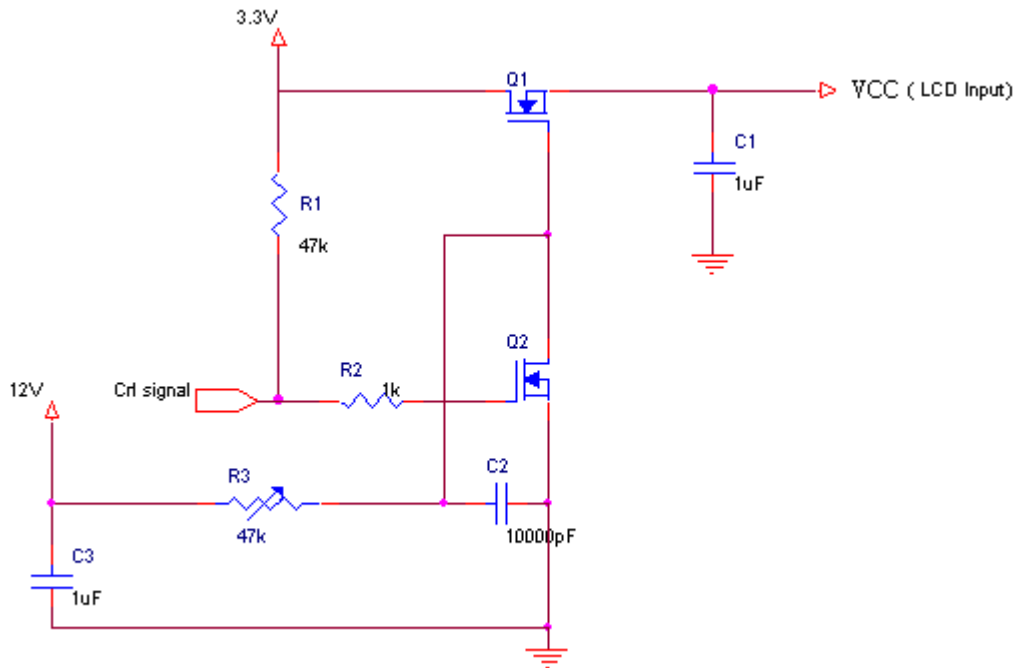 3.3V
Q1
VCC ( LCD Input)
C1
1uF
R1
47k
Q2
R2
1k
12V
Crl signal
R3
47k
C2
10000pF
C3
1uF